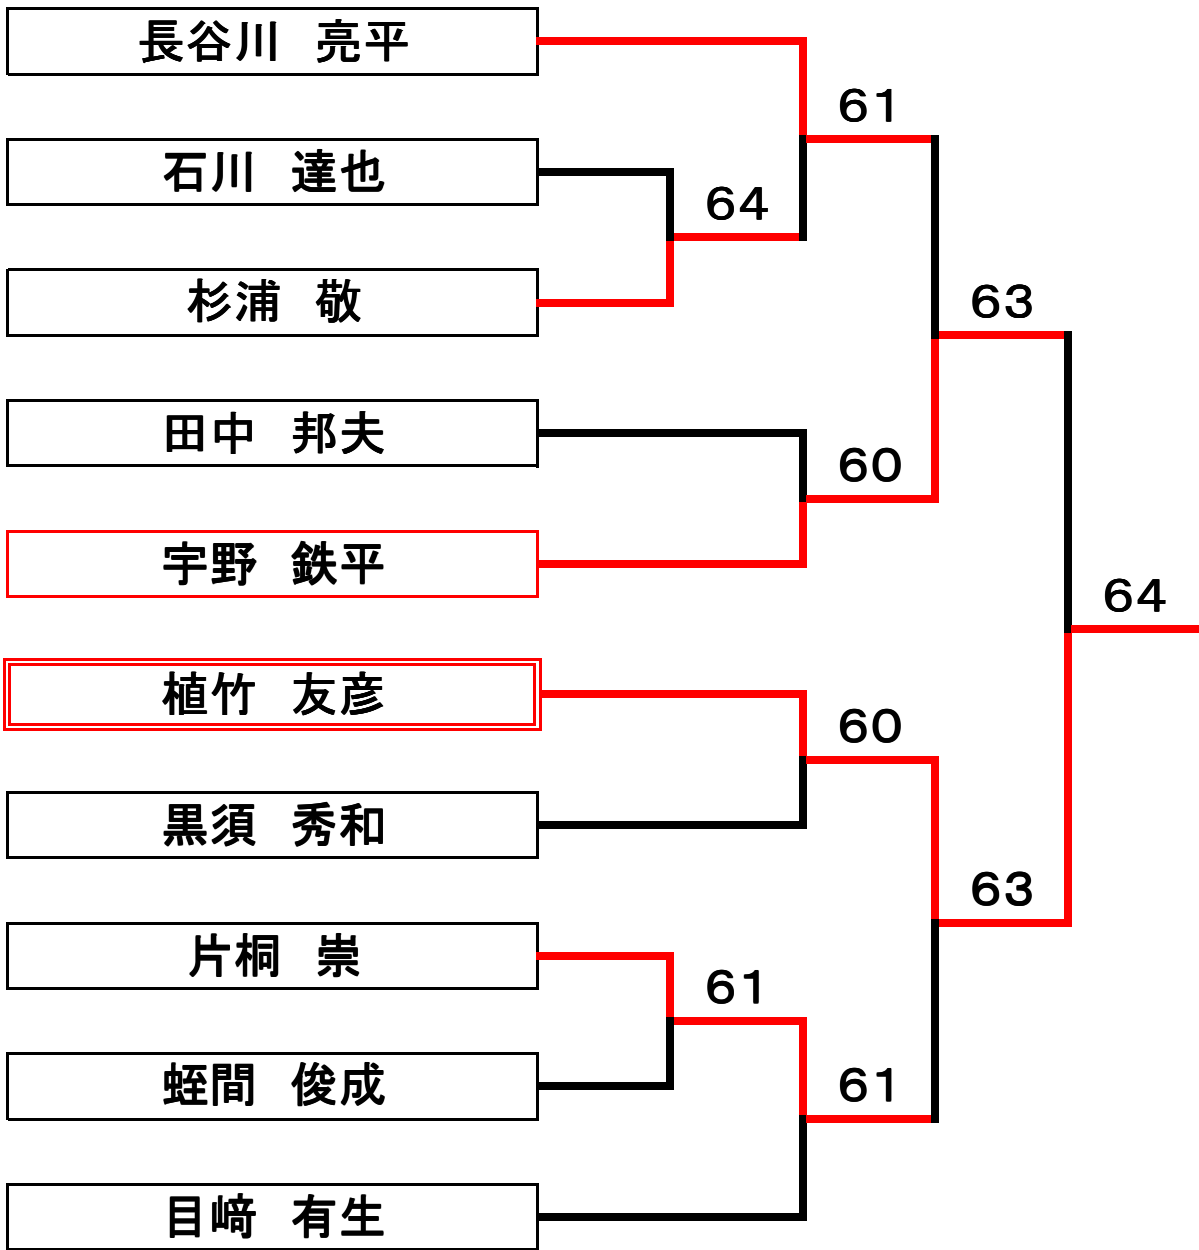 長谷川　亮平
61
石川　達也
64
杉浦　敬
63
田中　邦夫
60
宇野　鉄平
64
植竹　友彦
60
黒須　秀和
63
片桐　崇
61
蛭間　俊成
61
目﨑　有生